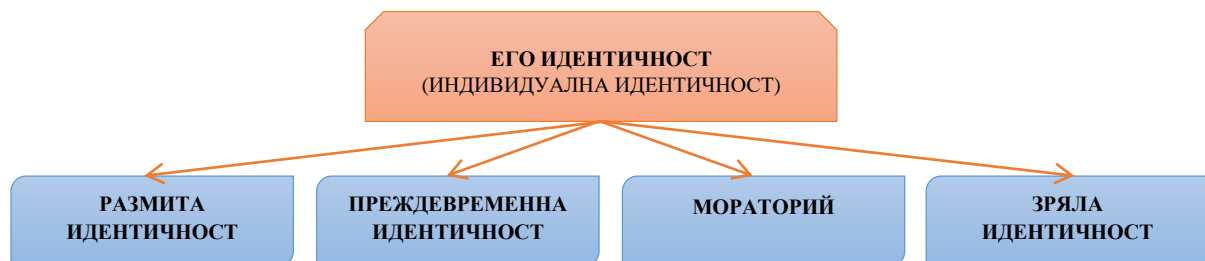 ЕГО ИДЕНТИЧНОСТ
(ИНДИВИДУАЛНА ИДЕНТИЧНОСТ)
РАЗМИТА
ИДЕНТИЧНОСТ
ПРЕЖДЕВРЕМЕННА
ИДЕНТИЧНОСТ
МОРАТОРИЙ
ЗРЯЛА
ИДЕНТИЧНОСТ